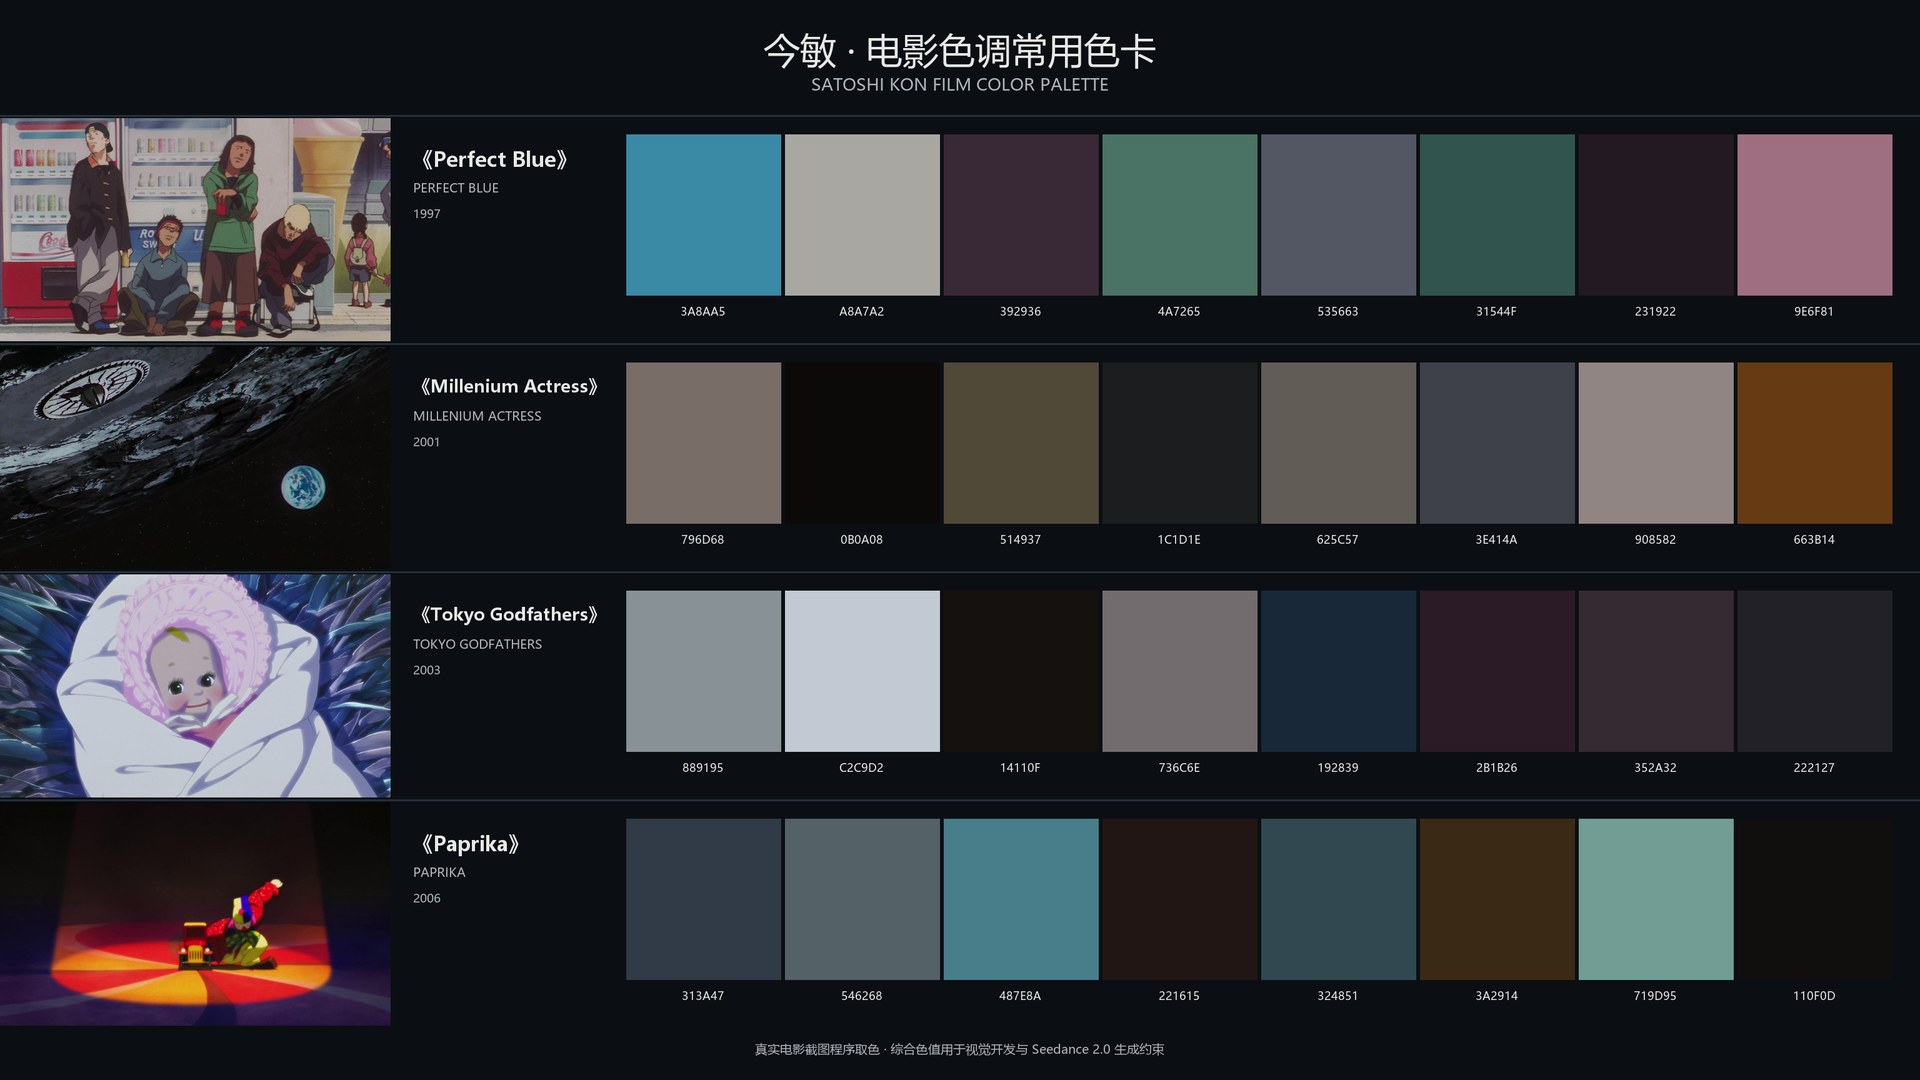 今敏 · 电影色调常用色卡
SATOSHI KON FILM COLOR PALETTE
《Perfect Blue》
PERFECT BLUE
1997
3A8AA5 A8A7A2 392936 4A7265 535663 31544F 231922 9E6F81
《Millenium Actress》
MILLENIUM ACTRESS
2001
796D68 0B0A08 514937 1C1D1E 625C57 3E414A 908582 663B14
《Tokyo Godfathers》
TOKYO GODFATHERS
2003
889195 C2C9D2 14110F 736C6E 192839 2B1B26 352A32 222127
《Paprika》
PAPRIKA
2006
313A47 546268 487E8A 221615 324851 3A2914 719D95 110F0D
真实电影截图程序取色 · 综合色值用于视觉开发与 Seedance 2.0 生成约束